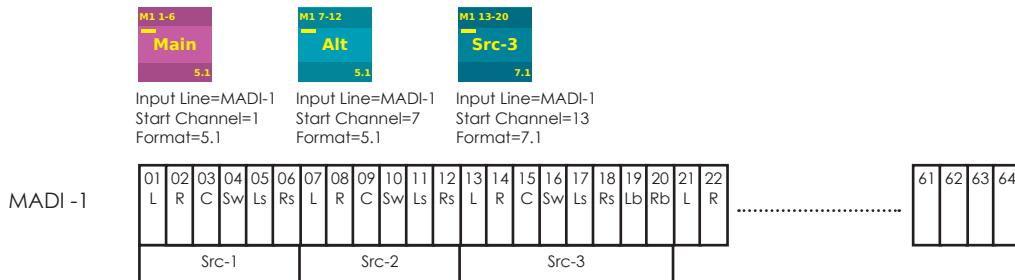 M1 1-6
Main
5.1
M1 7-12
Alt
5.1
M1 13-20
Src-3
7.1
Input Line=MADI-1
Start Channel=1
Format=5.1
Input Line=MADI-1
Start Channel=7
Format=5.1
Input Line=MADI-1
Start Channel=13
Format=7.1
MADI -1
01 02 03 04 05 06 07 08 09 10 11 12 13 14 15 16 17 18 19 20 21 22 61 62 63 64
L R C Sw Ls Rs L R C Sw Ls Rs L R C Sw Ls Rs Lb Rb L R
Src-1 Src-2 Src-3